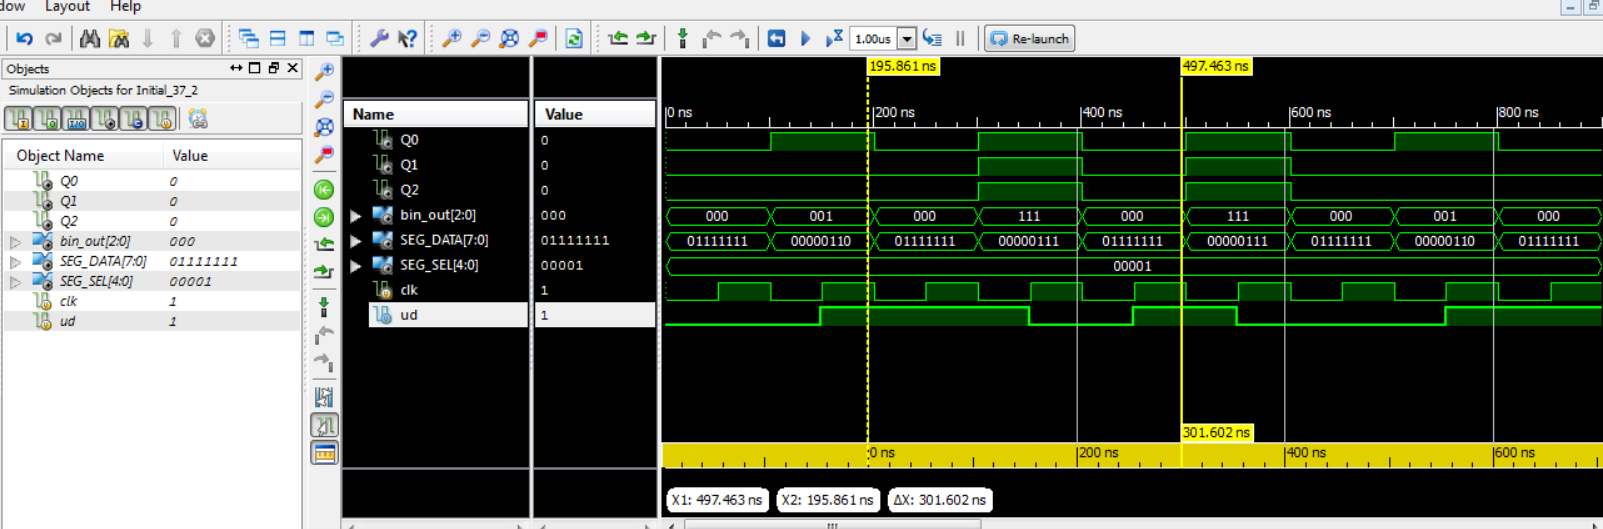 dow Layout Help
1.00us Re-launch
Objects
Simulation Objects for Initial_37_2
Object Name Value
Q0 0
Q1 0
Q2 0
bin_out[2:0] 000
SEG_DATA[7:0] 01111111
SEG_SEL[4:0] 00001
clk 1
ud 1
Name Value
Q0 0
Q1 0
Q2 0
bin_out[2:0] 000
SEG_DATA[7:0] 01111111
SEG_SEL[4:0] 00001
clk 1
ud 1
195.861 ns 497.463 ns
0 ns 200 ns 400 ns 600 ns 800 ns
000 001 000 111 000 111 000 001 000
01111111 00000110 01111111 00000111 01111111 00000111 01111111 00000110 01111111
00001
301.602 ns
0 ns 200 ns 400 ns 600 ns
X1: 497.463 ns X2: 195.861 ns ΔX: 301.602 ns